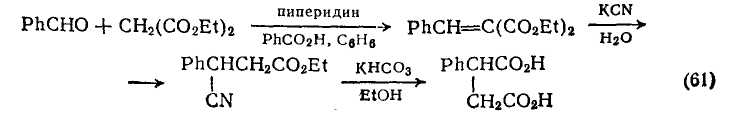 PhCHO + CH2(CO2Et)2 пиперидин PhCO2H, C6H6 PhCH=C(CO2Et)2 KCN H2O
PhCHCH2CO2Et KHCO3 EtOH PhCHCO2H
CN CH2CO2H (61)